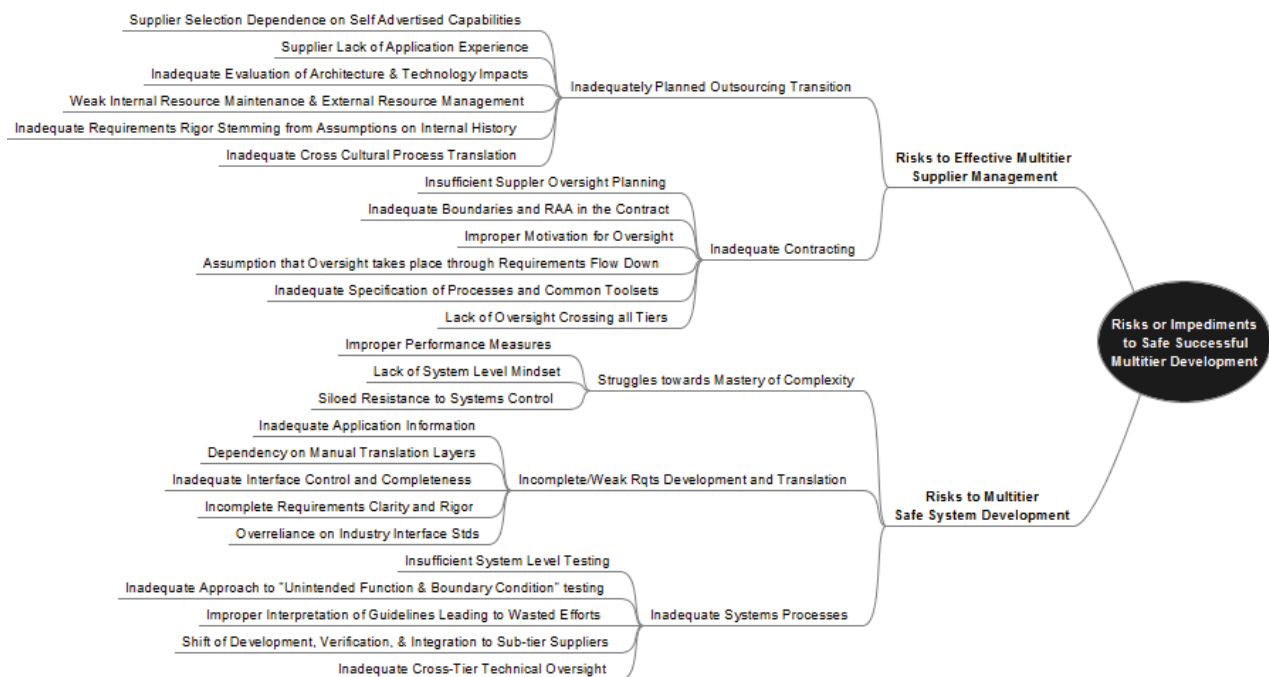 Supplier Selection Dependence on Self Advertised Capabilities
Supplier Lack of Application Experience
Inadequate Evaluation of Architecture & Technology Impacts
Weak Internal Resource Maintenance & External Resource Management
Inadequate Requirements Rigor Stemming from Assumptions on Internal History
Inadequate Cross Cultural Process Translation
Inadequately Planned Outsourcing Transition
Insufficient Suppler Oversight Planning
Inadequate Boundaries and RAA in the Contract
Improper Motivation for Oversight
Assumption that Oversight takes place through Requirements Flow Down
Inadequate Specification of Processes and Common Toolsets
Lack of Oversight Crossing all Tiers
Inadequate Contracting
Risks to Effective Multitier
Supplier Management
Improper Performance Measures
Lack of System Level Mindset
Siloed Resistance to Systems Control
Struggles towards Mastery of Complexity
Inadequate Application Information
Dependency on Manual Translation Layers
Inadequate Interface Control and Completeness
Incomplete Requirements Clarity and Rigor
Overreliance on Industry Interface Stds
Incomplete/Weak Rqts Development and Translation
Insufficient System Level Testing
Inadequate Approach to "Unintended Function & Boundary Condition" testing
Improper Interpretation of Guidelines Leading to Wasted Efforts
Shift of Development, Verification, & Integration to Sub-tier Suppliers
Inadequate Cross-Tier Technical Oversight
Inadequate Systems Processes
Risks to Multitier
Safe System Development
Risks or Impediments
to Safe Successful
Multitier Development